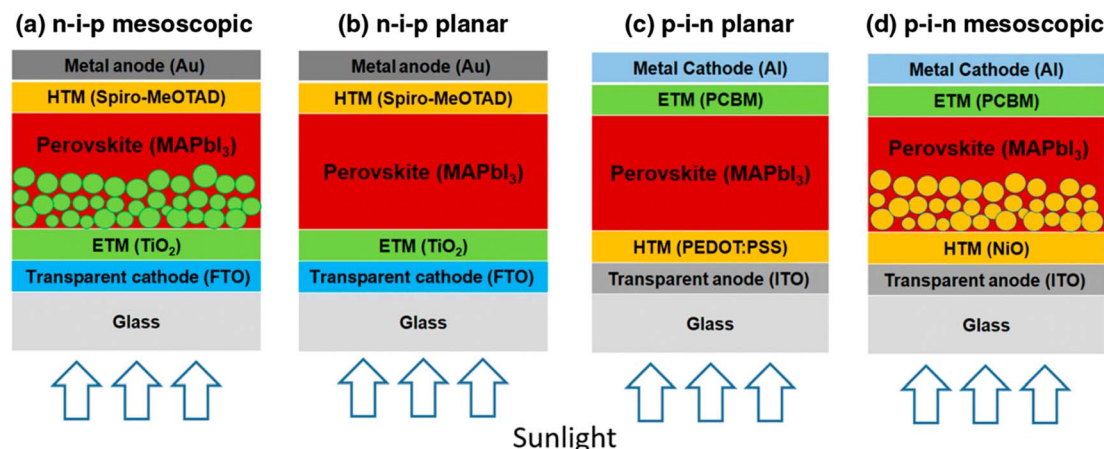 (a) n-i-p mesoscopic
Metal anode (Au)
HTM (Spiro-MeOTAD)
Perovskite (MAPbI₃)
ETM (TiO₂)
Transparent cathode (FTO)
Glass
(b) n-i-p planar
Metal anode (Au)
HTM (Spiro-MeOTAD)
Perovskite (MAPbI₃)
ETM (TiO₂)
Transparent cathode (FTO)
Glass
(c) p-i-n planar
Metal Cathode (Al)
ETM (PCBM)
Perovskite (MAPbI₃)
HTM (PEDOT:PSS)
Transparent anode (ITO)
Glass
(d) p-i-n mesoscopic
Metal Cathode (Al)
ETM (PCBM)
Perovskite (MAPbI₃)
HTM (NiO)
Transparent anode (ITO)
Glass
Sunlight